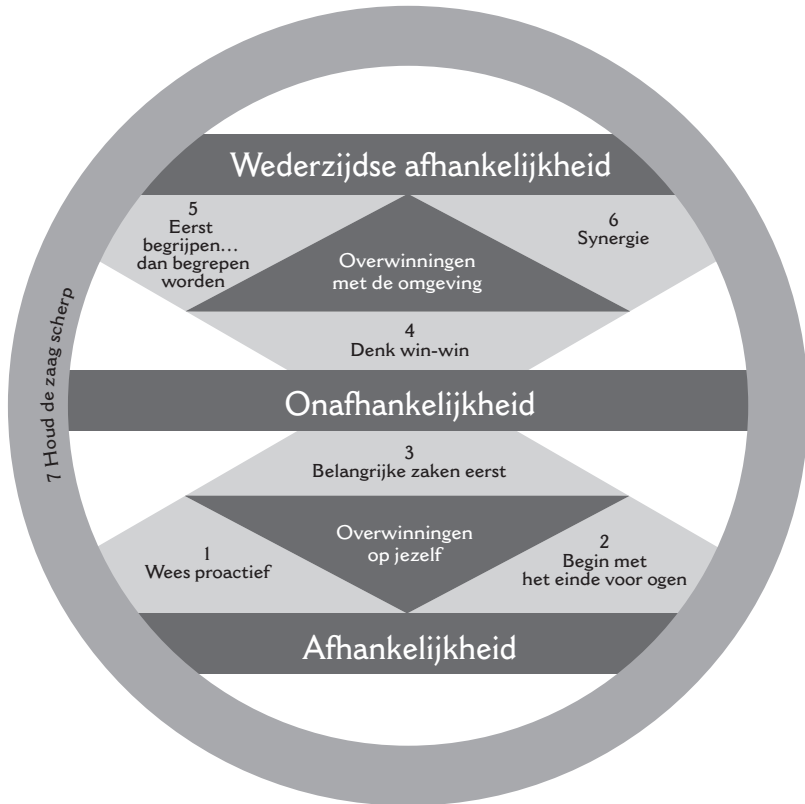 Wederzijdse afhankelijkheid
5
Eerst
begrijpen...
dan begrepen
worden
6
Synergie
Overwinningen
met de omgeving
4
Denk win-win
7 Houd de zaag scherp
Onafhankelijkheid
3
Belangrijke zaken eerst
Overwinningen
op jezelf
1
Wees proactief
2
Begin met
het einde voor ogen
Afhankelijkheid